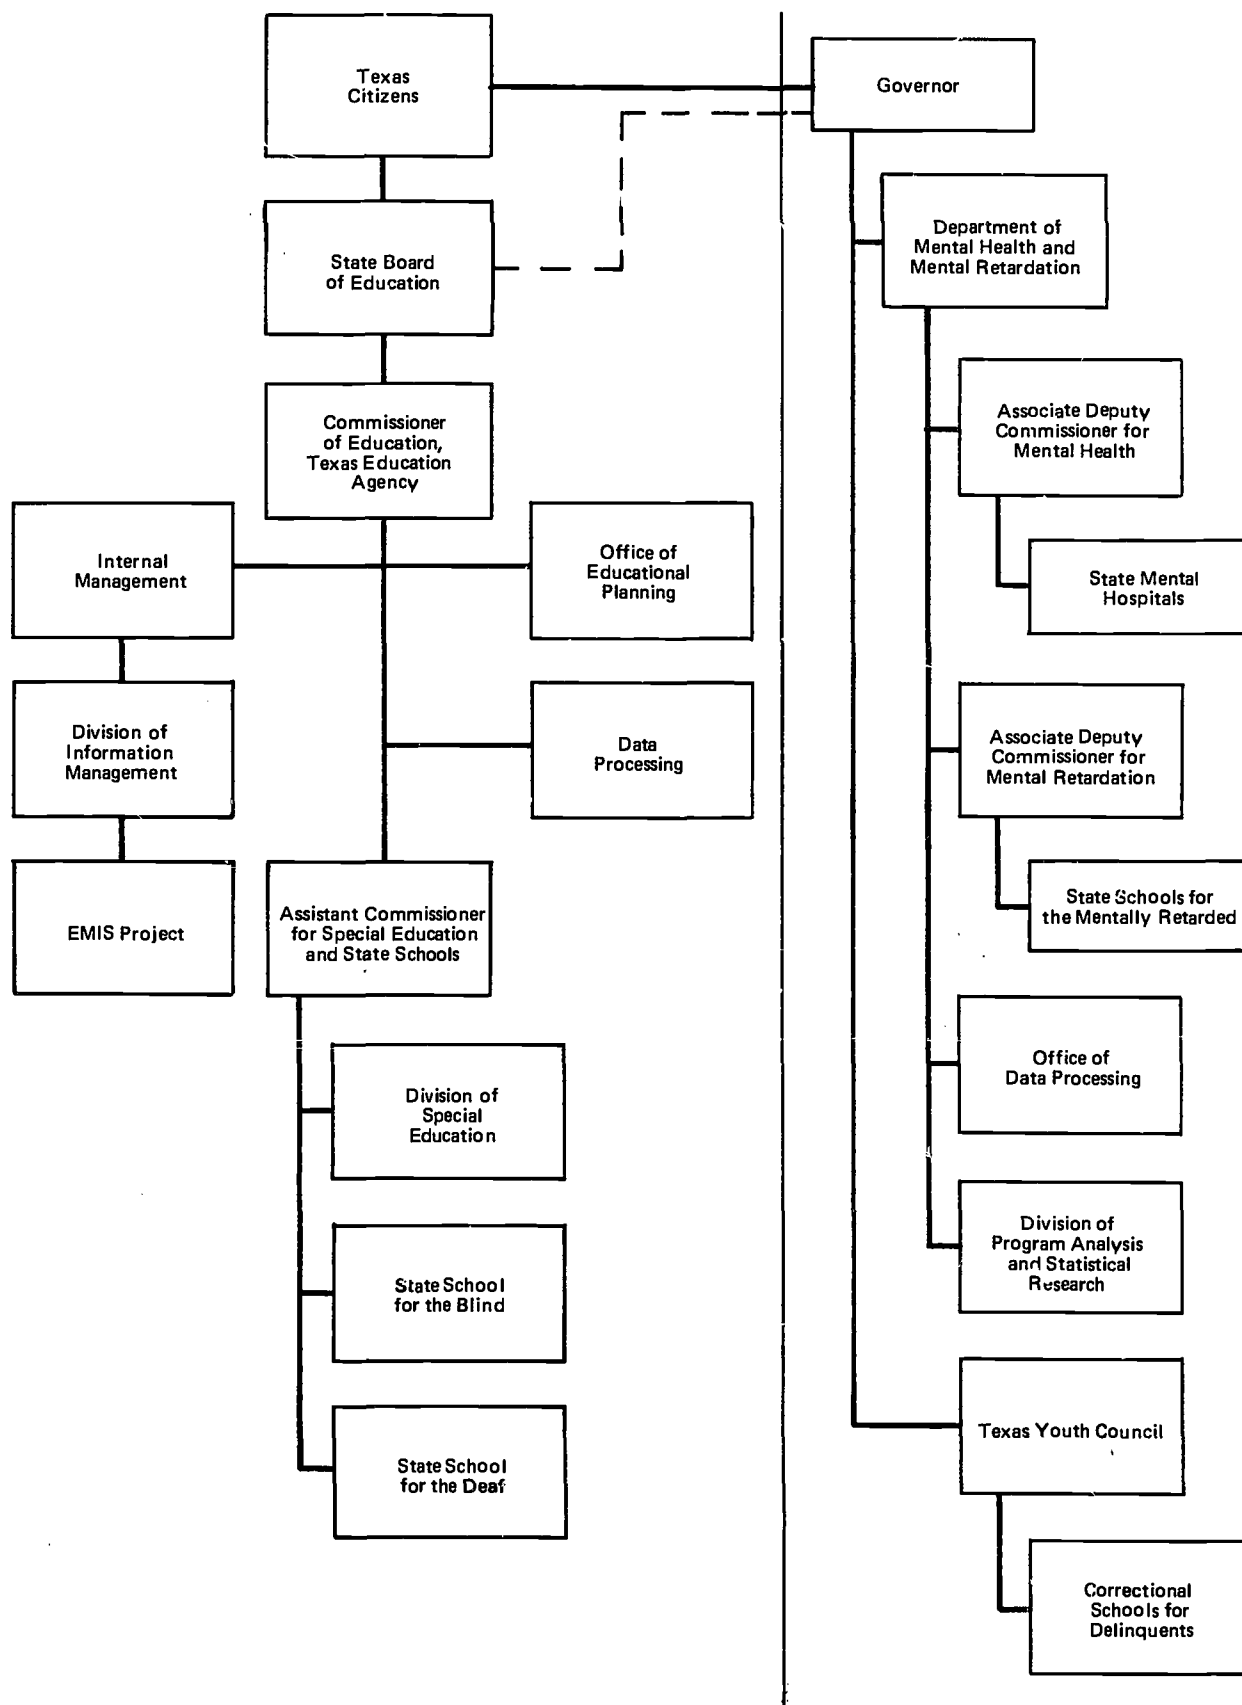 Texas
Citizens
Governor
State Board
of Education
Department of
Mental Health and
Mental Retardation
Commissioner
of Education,
Texas Education
Agency
Associate Deputy
Commissioner for
Mental Health
Internal
Management
Office of
Educational
Planning
State Mental
Hospitals
Division of
Information
Management
Data
Processing
Associate Deputy
Commissioner for
Mental Retardation
EMIS Project
Assistant Commissioner
for Special Education
and State Schools
State Schools for
the Mentally Retarded
Division of
Special
Education
Office of
Data Processing
State School
for the Blind
Division of
Program Analysis
and Statistical
Research
State School
for the Deaf
Texas Youth Council
Correctional
Schools for
Delinquents